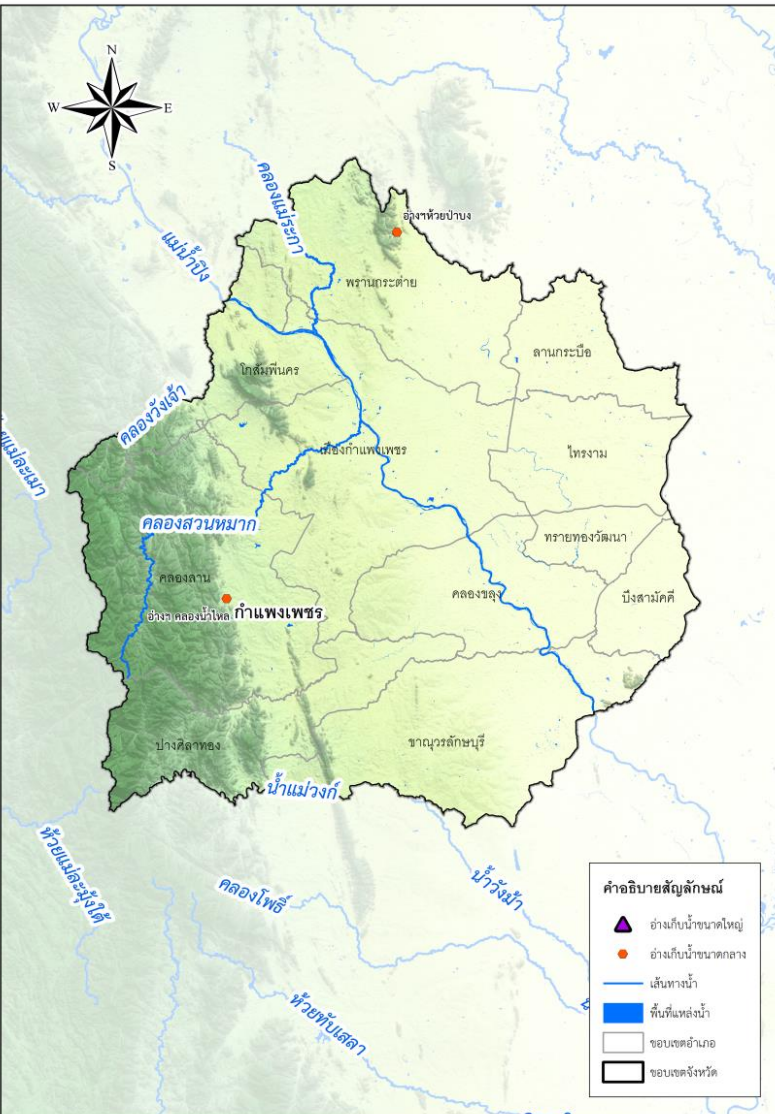 N
W
E
S
คลองแม่ระกา
อ่างฯห้วยป่าบง
แม่น้ำปิง
พรานกระต่าย
ลานกระบือ
โกสัมพีนคร
คลองวังเจ้า
เมืองกำแพงเพชร
ไทรงาม
คลองสวนหมาก
ทรายทองวัฒนา
คลองลาน
คลองขลุง
บึงสามัคคี
อ่างฯ คลองน้ำไหล
กำแพงเพชร
ปางศิลาทอง
ขาณุวรลักษบุรี
น้ำแม่วงก์
ห้วยแม่ละมุ้งใต้
คลองโพธิ์
น้ำวังม้า
ห้วยทับเสลา
คำอธิบายสัญลักษณ์
อ่างเก็บน้ำขนาดใหญ่
อ่างเก็บน้ำขนาดกลาง
เส้นทางน้ำ
พื้นที่แหล่งน้ำ
ขอบเขตอำเภอ
ขอบเขตจังหวัด